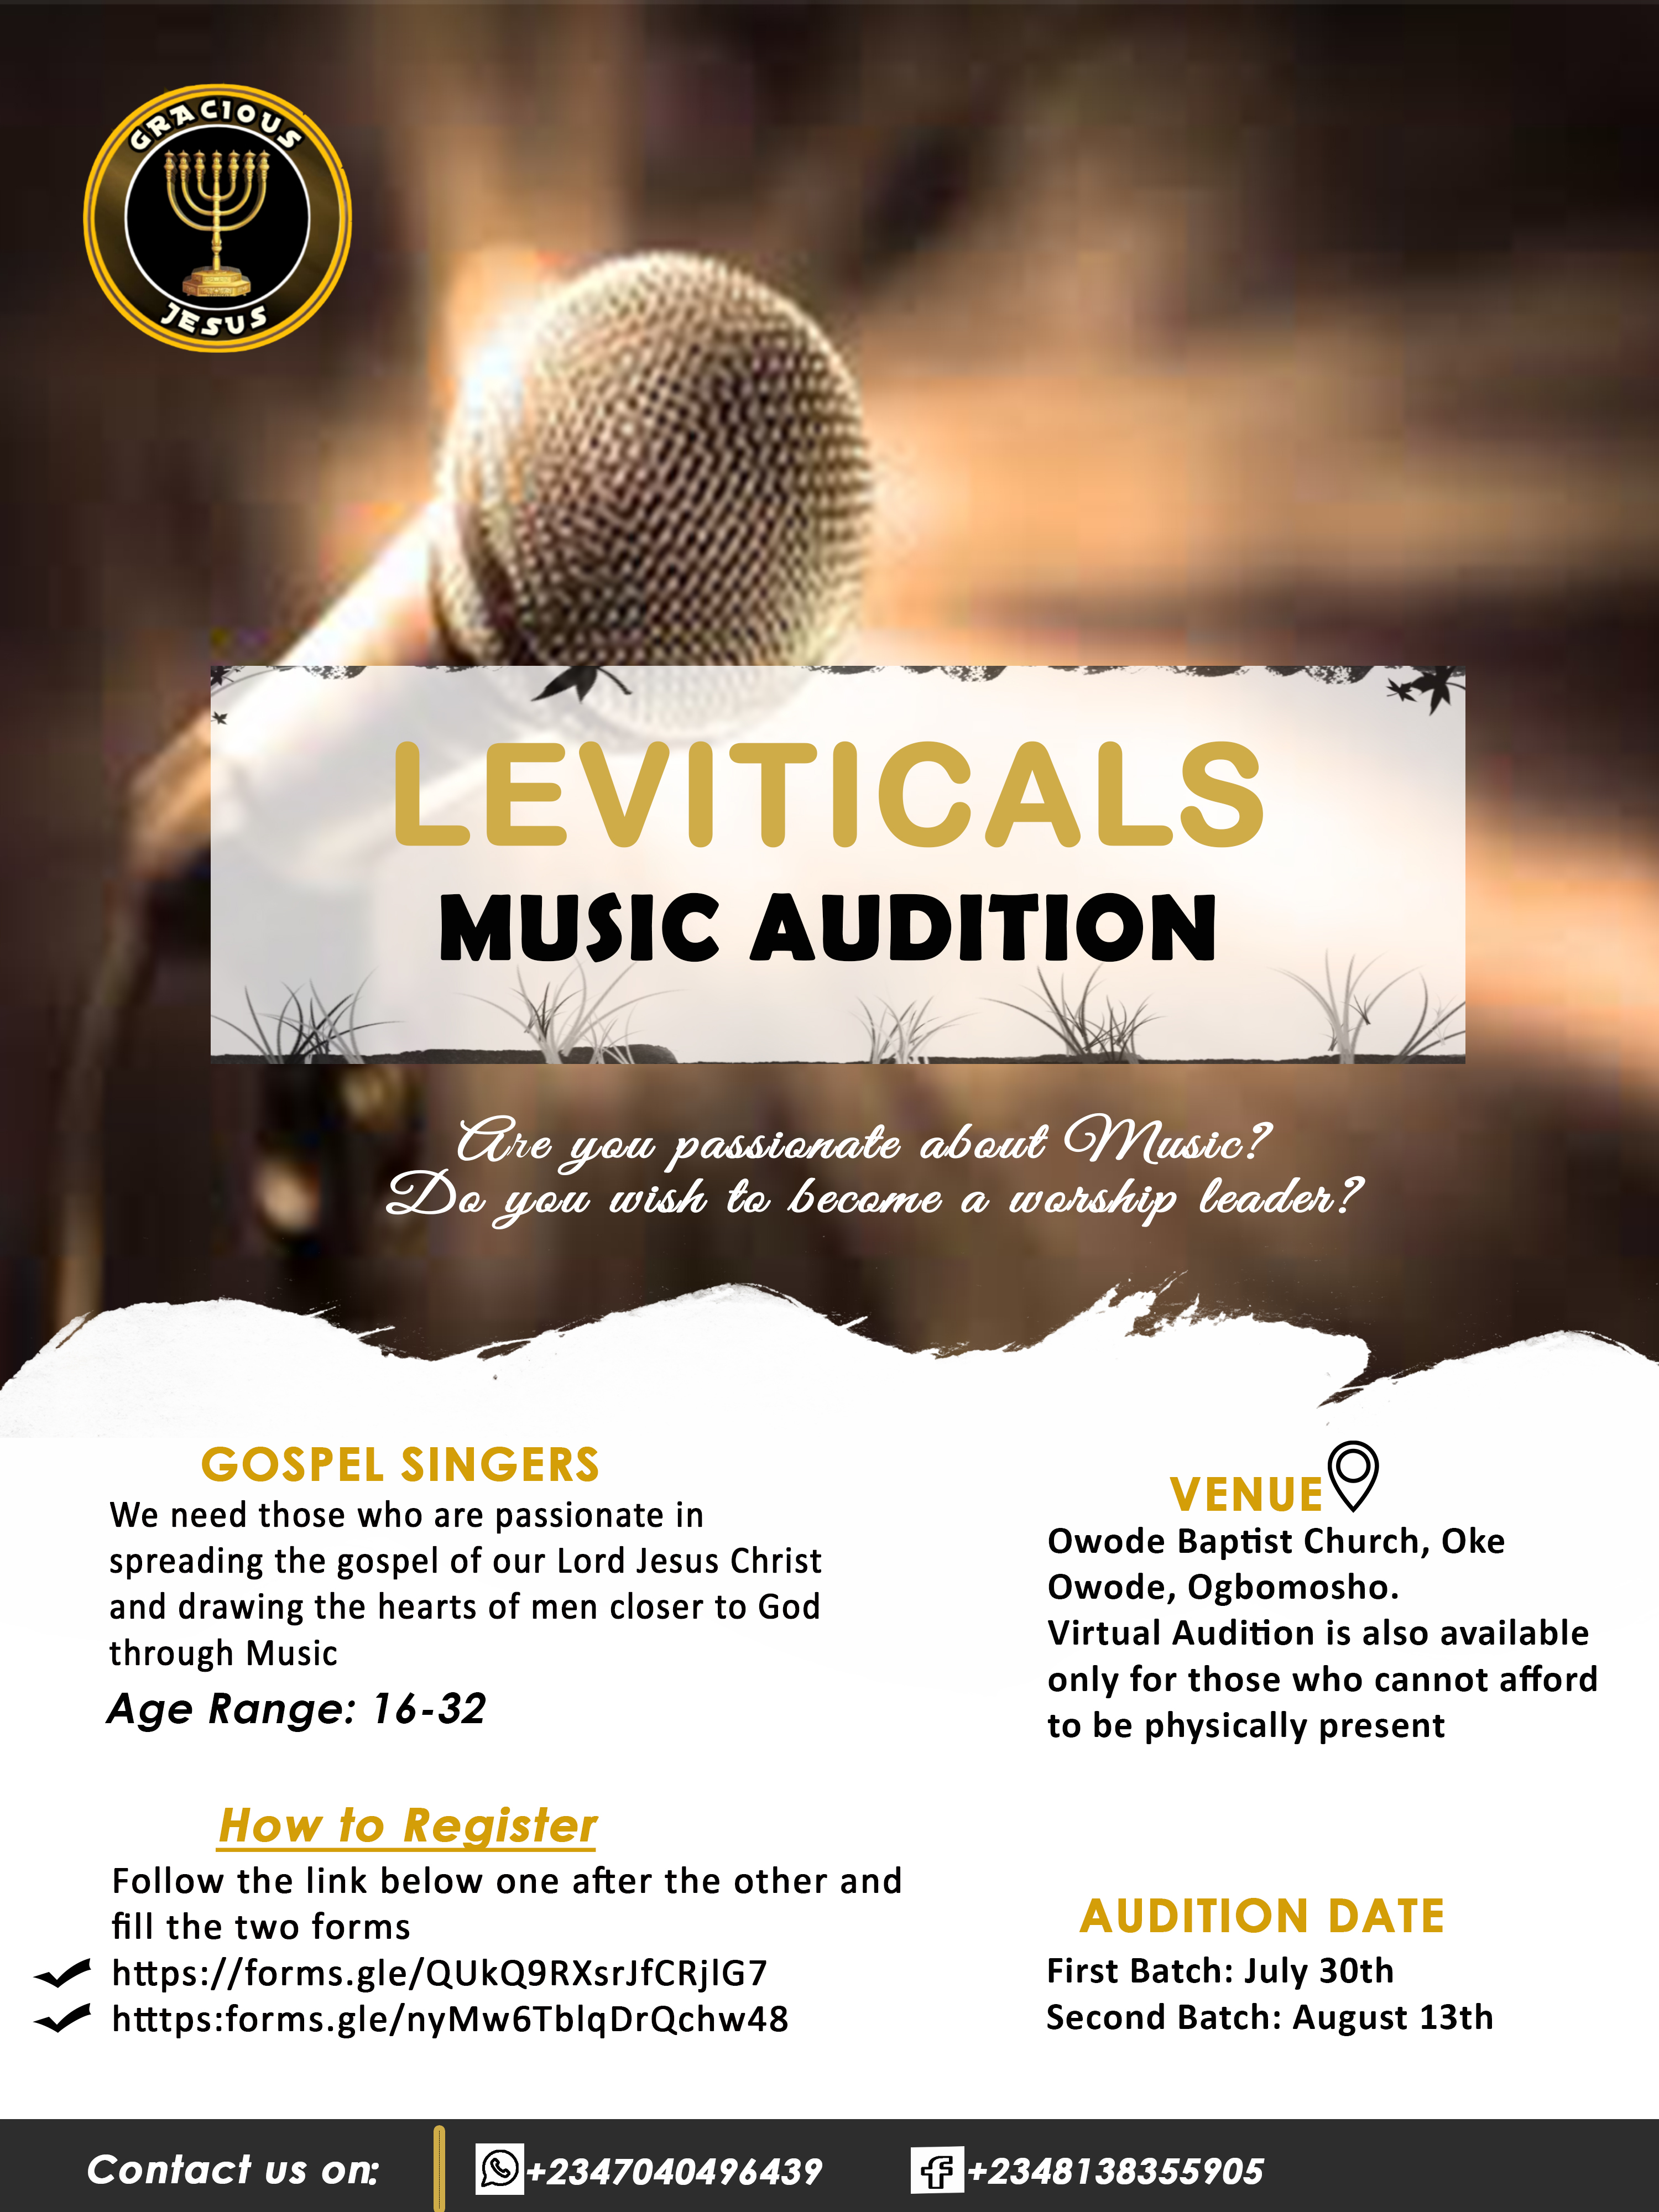 GRACIOUS
JESUS
LEVITICALS
MUSIC AUDITION
Are you passionate about Music?
Do you wish to become a worship leader?
GOSPEL SINGERS
We need those who are passionate in
spreading the gospel of our Lord Jesus Christ
and drawing the hearts of men closer to God
through Music
Age Range: 16-32
How to Register
Follow the link below one after the other and
fill the two forms
https://forms.gle/QUkQ9RXsrJfCRjlG7
htttps:forms.gle/nyMw6TblqDrQchw48
VENUE
Owode Baptist Church, Oke
Owode, Ogbomosho.
Virtual Audition is also available
only for those who cannot afford
to be physically present
AUDITION DATE
First Batch: July 30th
Second Batch: August 13th
Contact us on:
+2347040496439
+2348138355905